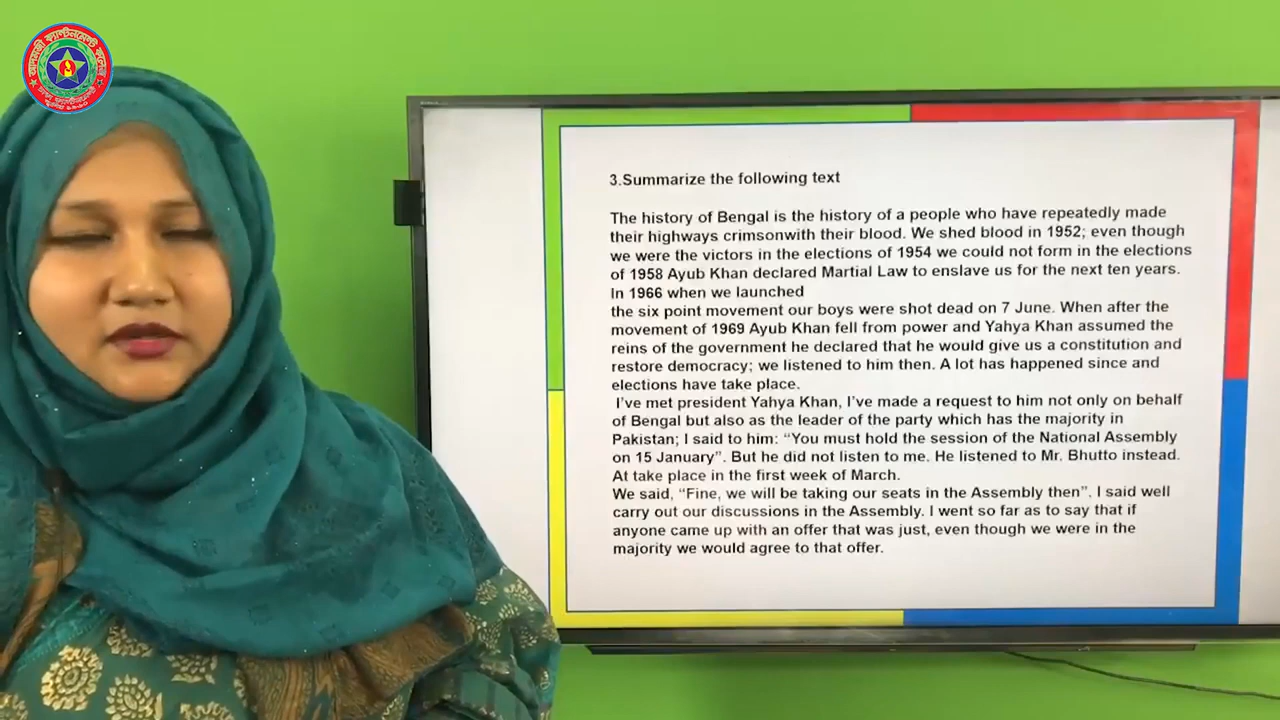 আদমজী ক্যান্টনমেন্ট কলেজ
3.Summarize the following text
The history of Bengal is the history of a people who have repeatedly made
their highways crimsonwith their blood. We shed blood in 1952; even though
we were the victors in the elections of 1954 we could not form in the elections
of 1958 Ayub Khan declared Martial Law to enslave us for the next ten years.
In 1966 when we launched
the six point movement our boys were shot dead on 7 June. When after the
movement of 1969 Ayub Khan fell from power and Yahya Khan assumed the
reins of the government he declared that he would give us a constitution and
restore democracy; we listened to him then. A lot has happened since and
elections have take place.
I've met president Yahya Khan, I've made a request to him not only on behalf
of Bengal but also as the leader of the party which has the majority in
Pakistan; I said to him: “You must hold the session of the National Assembly
on 15 January”. But he did not listen to me. He listened to Mr. Bhutto instead.
At take place in the first week of March.
We said, “Fine, we will be taking our seats in the Assembly then”. I said well
carry out our discussions in the Assembly. I went so far as to say that if
anyone came up with an offer that was just, even though we were in the
majority we would agree to that offer.